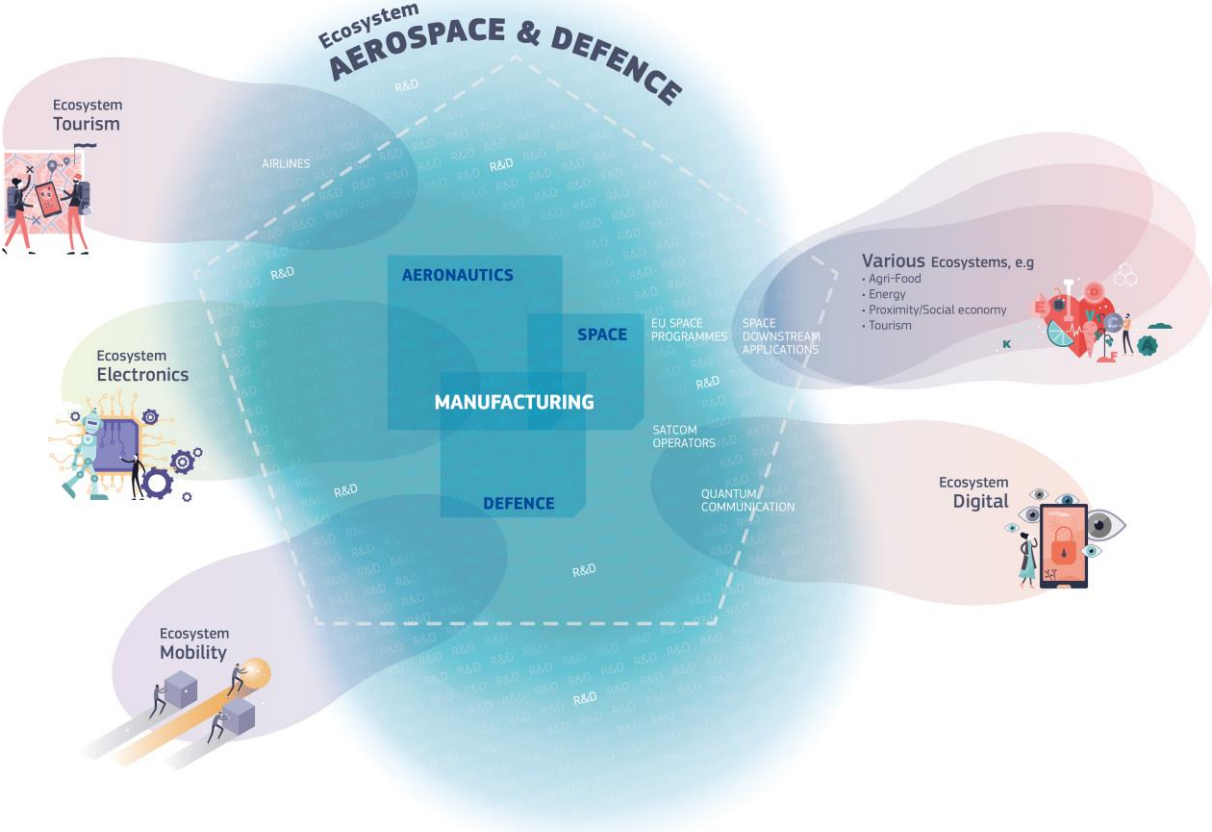 Ecosystem
AEROSPACE & DEFENCE
R&D
Ecosystem
Tourism
AIRLINES
R&D
R&D
Various Ecosystems, e.g
• Agri-Food
• Energy
• Proximity/Social economy
• Tourism
K
E
I
D
V
S
F
A
AERONAUTICS
SPACE
EU SPACE
PROGRAMMES
SPACE
DOWNSTREAM
APPLICATIONS
R&D
Ecosystem
Electronics
MANUFACTURING
SATCOM
OPERATORS
R&D
DEFENCE
QUANTUM
COMMUNICATION
Ecosystem
Digital
R&D
Ecosystem
Mobility
R&D